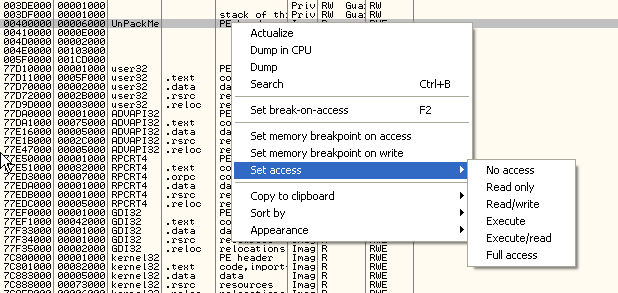 003DE000 00001000 Priv RW Gua: RW
003DF000 00001000 stack of th: Priv RW Gua: RW
00400000 00006000 UnPackMe PE RWE
00410000 0000E000
004D0000 00002000
004E0000 00103000
005F0000 001CD000
77D10000 00001000 user32 PE
77D11000 0005F000 user32 .text co
77D70000 00002000 user32 .data da
77D72000 0002B000 user32 .rsrc re
77D9D000 00003000 user32 .reloc re
77DA0000 00001000 ADVAPI32 PE
77DA1000 00075000 ADVAPI32 .text co
77E16000 00005000 ADVAPI32 .data da
77E1B000 0002C000 ADVAPI32 .rsrc re
77E47000 00005000 ADVAPI32 .reloc re
77E50000 00001000 RPCRT4 PE
77E51000 00082000 RPCRT4 .text co
77ED3000 00007000 RPCRT4 .orpc co
77EDA000 00001000 RPCRT4 .data da
77EDB000 00001000 RPCRT4 .rsrc re
77EDC000 00005000 RPCRT4 .reloc re
77EF0000 00001000 GDI32 PE
77EF1000 00042000 GDI32 .text co
77F33000 00001000 GDI32 .data da
77F34000 00001000 GDI32 .rsrc re
77F35000 00002000 GDI32 .reloc relocations Imag R RWE
7C800000 00001000 kernel32 PE header Imag R RWE
7C801000 00082000 kernel32 .text code,import: Imag R RWE
7C883000 00005000 kernel32 .data data Imag R RWE
7C888000 00073000 kernel32 .rsrc resources Imag R RWE
Actualize
Dump in CPU
Dump
Search Ctrl+B
Set break-on-access F2
Set memory breakpoint on access
Set memory breakpoint on write
Set access
Copy to clipboard
Sort by
Appearance
No access
Read only
Read/write
Execute
Execute/read
Full access